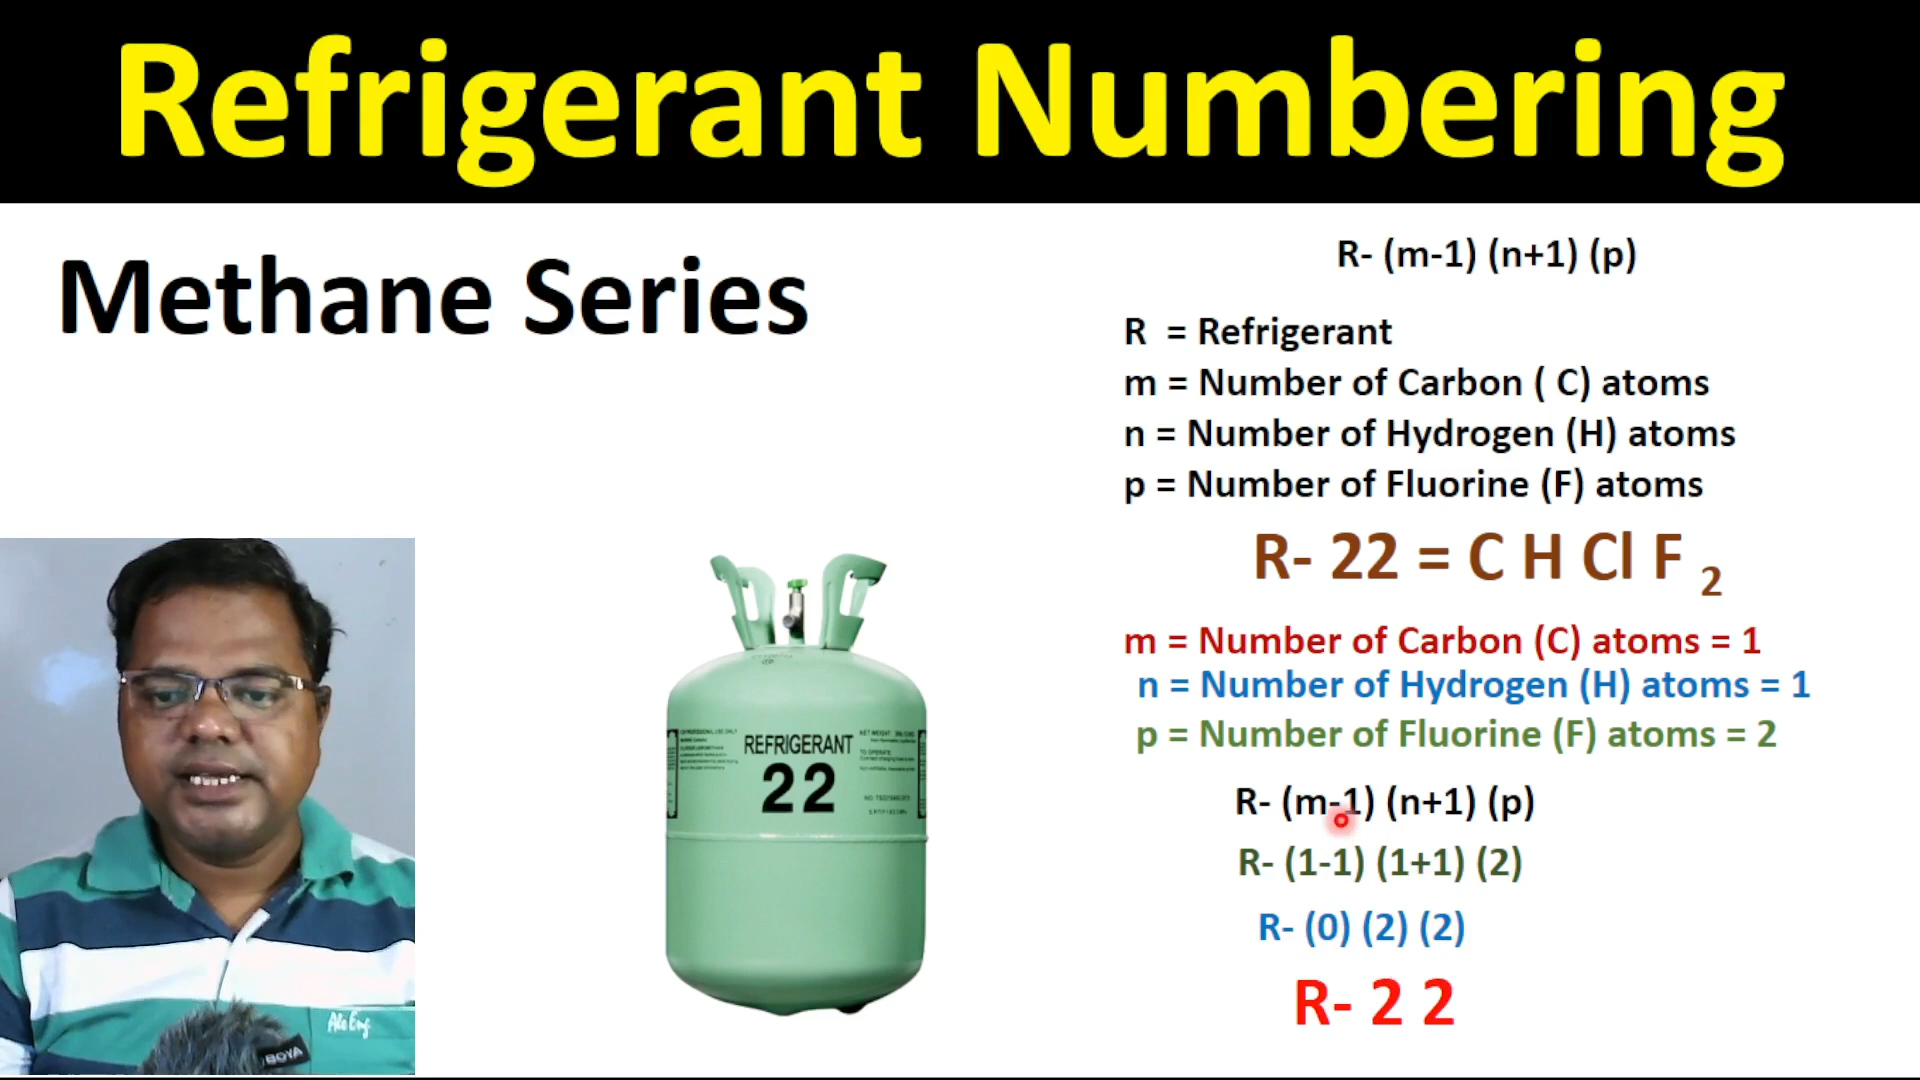 Refrigerant Numbering
Methane Series
R- (m-1) (n+1) (p)
R = Refrigerant
m = Number of Carbon ( C) atoms
n = Number of Hydrogen (H) atoms
p = Number of Fluorine (F) atoms
R- 22 = C H Cl F 2
m = Number of Carbon (C) atoms = 1
n = Number of Hydrogen (H) atoms = 1
p = Number of Fluorine (F) atoms = 2
R- (m-1) (n+1) (p)
R- (1-1) (1+1) (2)
R- (0) (2) (2)
R- 2 2
REFRIGERANT
22
TO OPERATE
BOYA